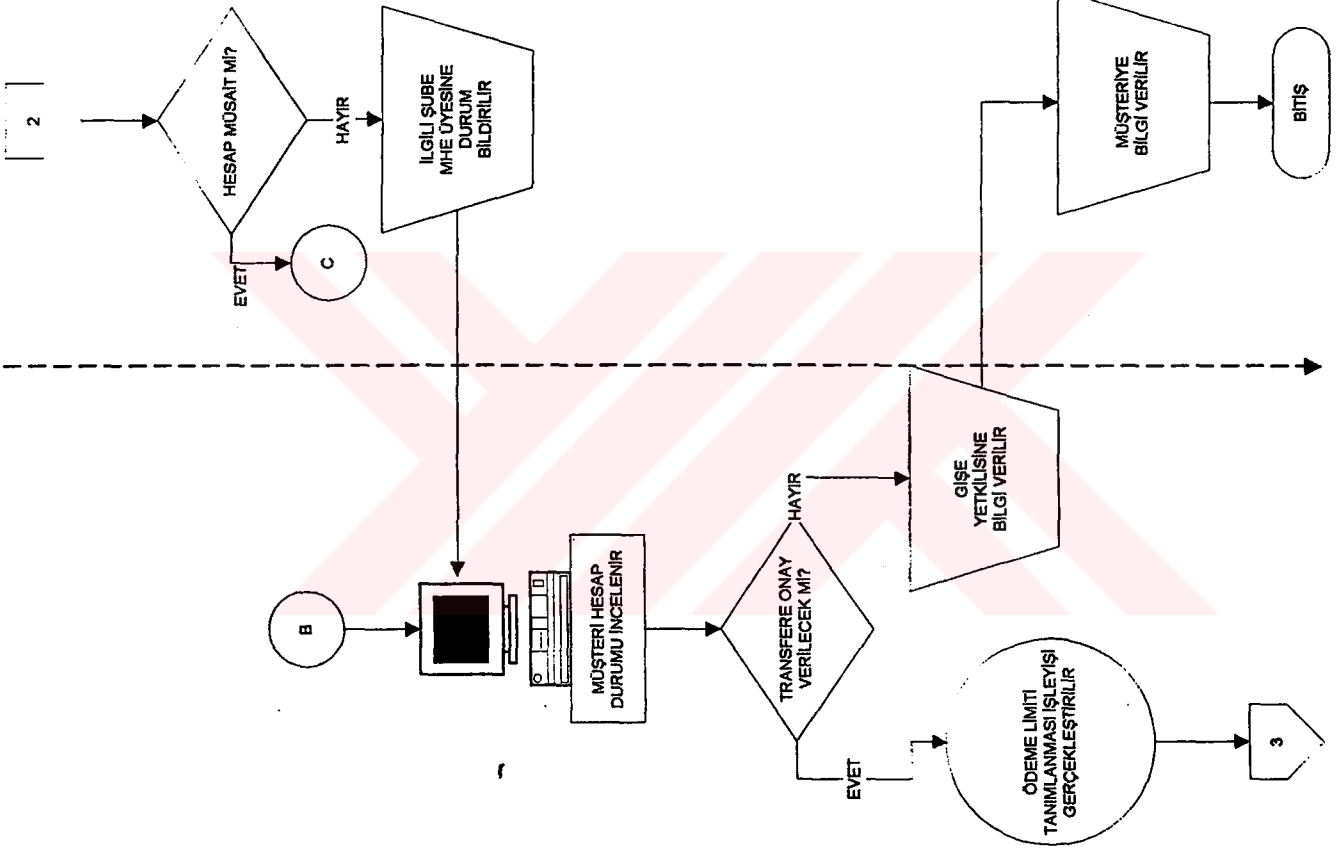 2
HESAP MÜSAİT Mİ?
EVET
HAYIR
C
İLGİLİ ŞUBE
MHE ÜYESİNE
DURUM
BİLDİRİLİR
B
MÜŞTERİ HESAP
DURUMU İNCELENİR
TRANSFERE ONAY
VERİLECEK Mİ?
HAYIR
EVET
GİŞE
YETKİLİSİNE
BİLGİ VERİLİR
MÜŞTERİYE
BİLGİ VERİLİR
BİTİŞ
ÖDEME LİMİTİ
TANIMLANMASI İŞLEYİŞİ
GERÇEKLEŞTİRİLİR
3